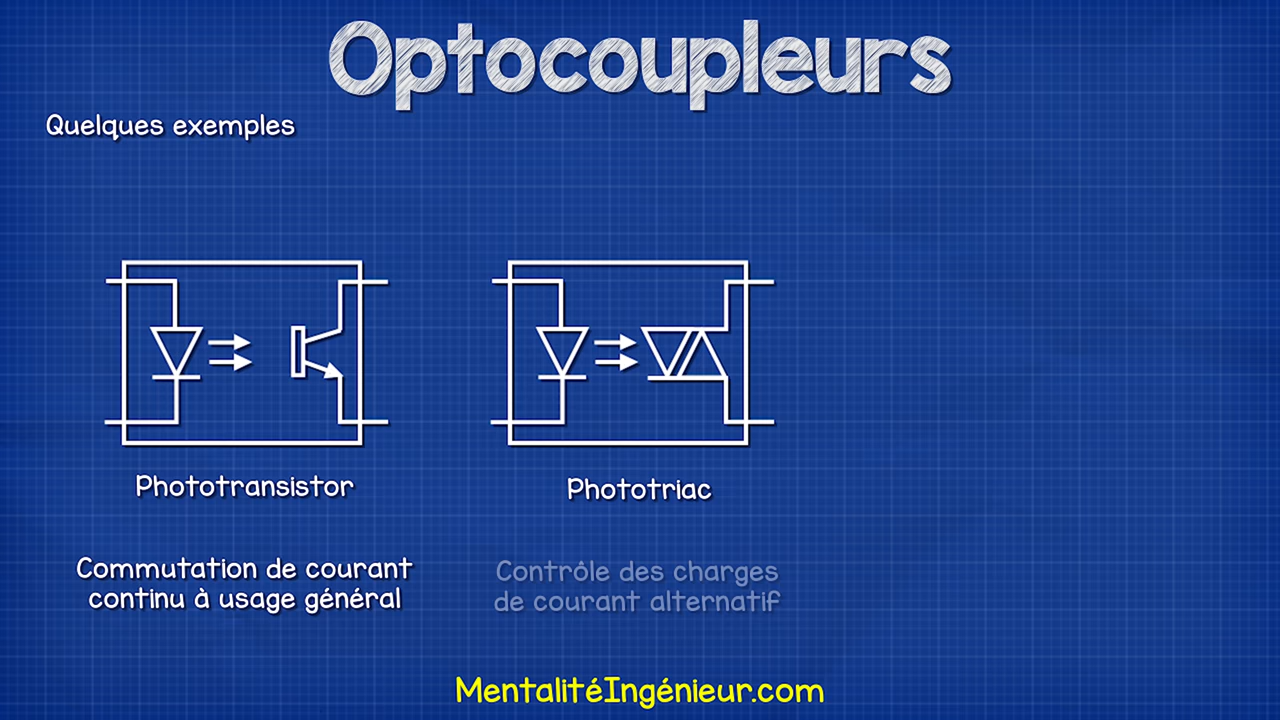 Optocoupleurs
Quelques exemples
Phototransistor
Phototriac
Commutation de courant
continu à usage général
Contrôle des charges
de courant alternatif
MentalitéIngénieur.com